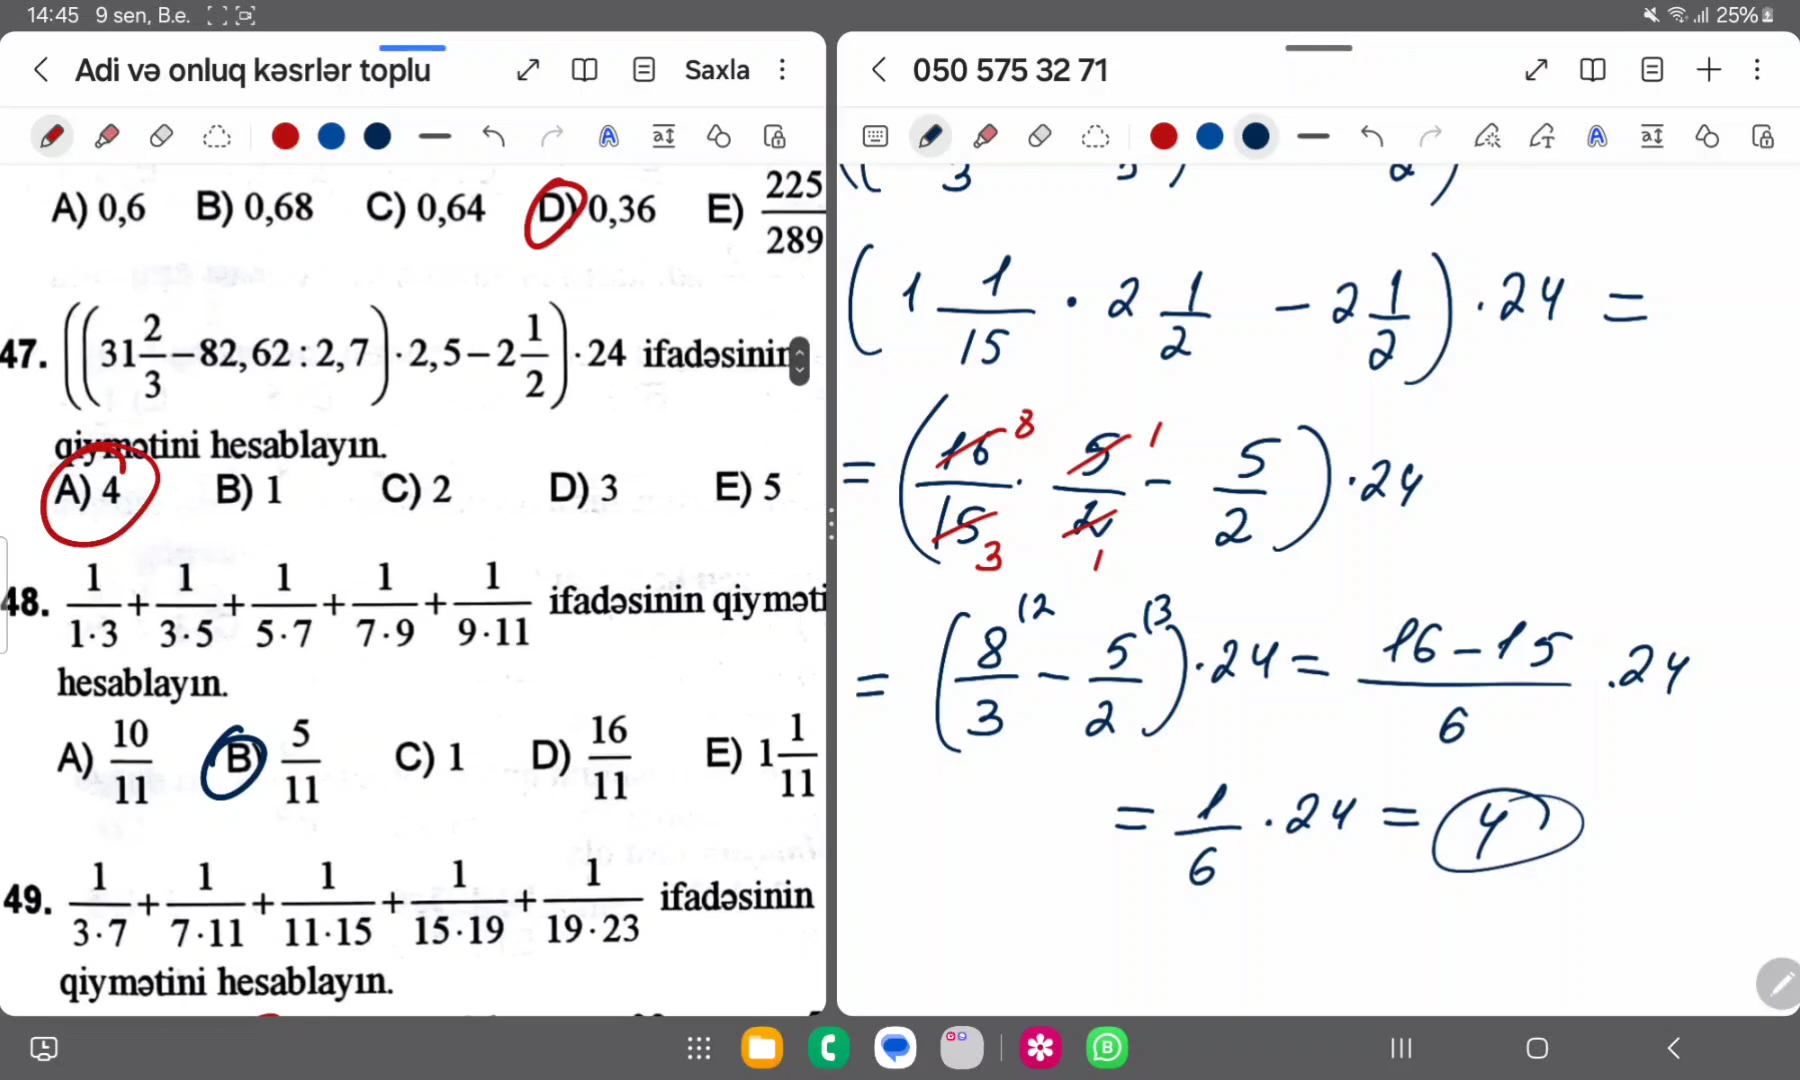 14:45 9 sen, B.e. 25%
Adi və onluq kəsrlər toplu Saxla
A) 0,6 B) 0,68 C) 0,64 D) 0,36 E) 225/289
47. ((31 2/3 − 82,62 : 2,7) · 2,5 − 2 1/2) · 24 ifadəsinin
qiymətini hesablayın.
A) 4 B) 1 C) 2 D) 3 E) 5
48. 1/(1·3) + 1/(3·5) + 1/(5·7) + 1/(7·9) + 1/(9·11) ifadəsinin qiyməti
hesablayın.
A) 10/11 B) 5/11 C) 1 D) 16/11 E) 1 1/11
49. 1/(3·7) + 1/(7·11) + 1/(11·15) + 1/(15·19) + 1/(19·23) ifadəsinin
qiymətini hesablayın.
050 575 32 71
(1 1/15 · 2 1/2 − 2 1/2) · 24 =
= (16/15 · 5/2 − 5/2) · 24
8 1
3 1
(2 (3
= (8/3 − 5/2) · 24 = (16 − 15)/6 · 24
= 1/6 · 24 = 4